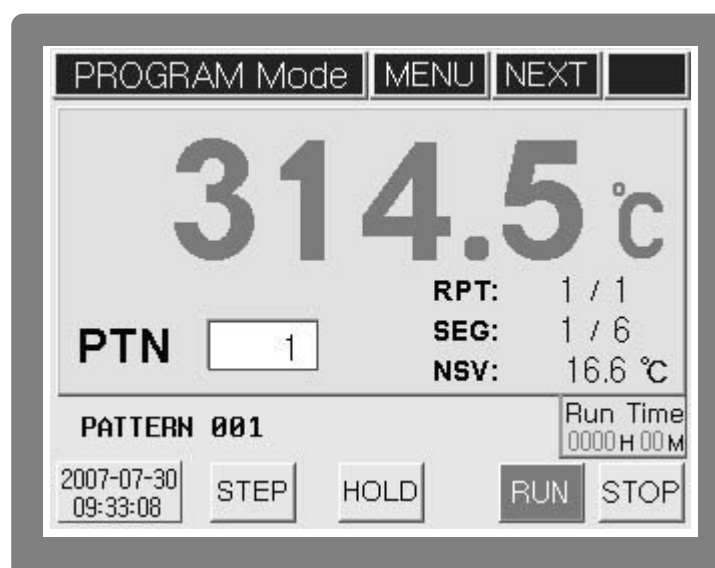 PROGRAM Mode MENU NEXT
314.5 ℃
RPT: 1 / 1
PTN 1 SEG: 1 / 6
NSV: 16.6 ℃
PATTERN 001
Run Time
0000 H 00 M
2007-07-30
09:33:08
STEP HOLD RUN STOP